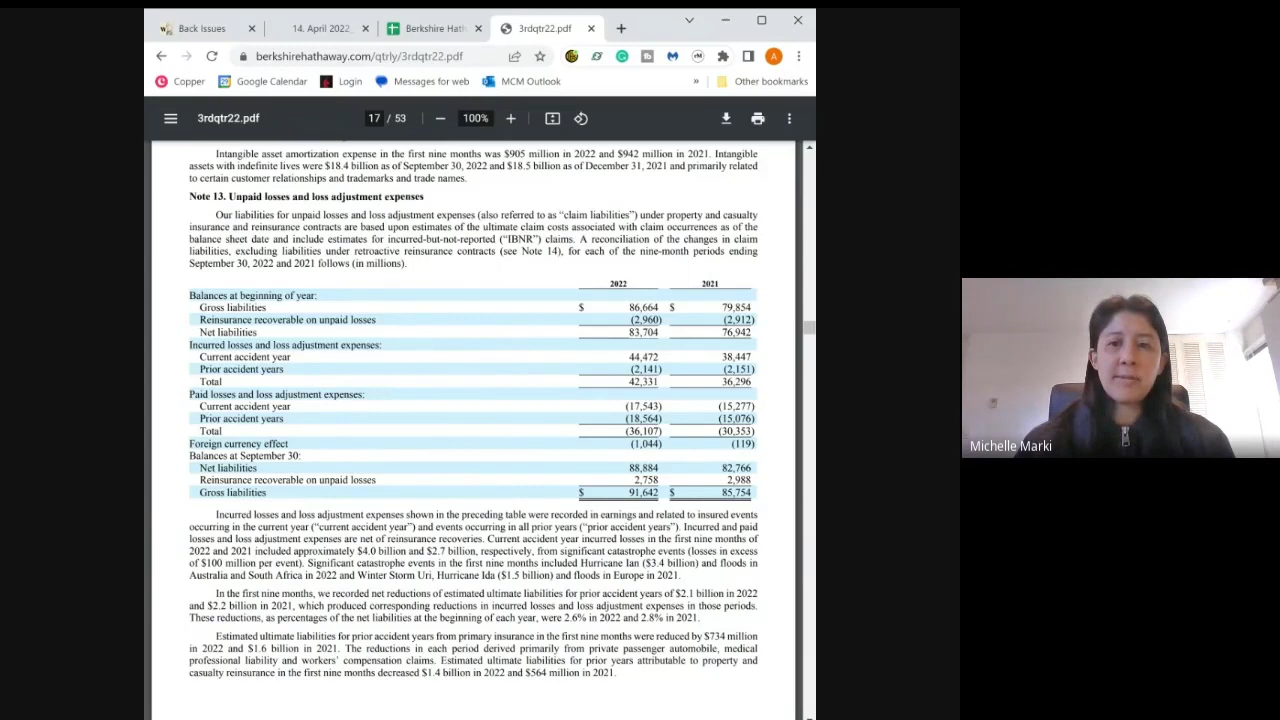 Back Issues
14. April 2022_
Berkshire Hath
3rdqtr22.pdf
berkshirehathaway.com/qtrly/3rdqtr22.pdf
Copper
Google Calendar
Login
Messages for web
MCM Outlook
»
Other bookmarks
3rdqtr22.pdf
17 / 53
100%
Intangible asset amortization expense in the first nine months was $905 million in 2022 and $942 million in 2021. Intangible
assets with indefinite lives were $18.4 billion as of September 30, 2022 and $18.5 billion as of December 31, 2021 and primarily related
to certain customer relationships and trademarks and trade names.
Note 13. Unpaid losses and loss adjustment expenses
Our liabilities for unpaid losses and loss adjustment expenses (also referred to as “claim liabilities”) under property and casualty
insurance and reinsurance contracts are based upon estimates of the ultimate claim costs associated with claim occurrences as of the
balance sheet date and include estimates for incurred-but-not-reported (“IBNR”) claims. A reconciliation of the changes in claim
liabilities, excluding liabilities under retroactive reinsurance contracts (see Note 14), for each of the nine-month periods ending
September 30, 2022 and 2021 follows (in millions).
2022 2021
Balances at beginning of year:
Gross liabilities $ 86,664 $ 79,854
Reinsurance recoverable on unpaid losses (2,960) (2,912)
Net liabilities 83,704 76,942
Incurred losses and loss adjustment expenses:
Current accident year 44,472 38,447
Prior accident years (2,141) (2,151)
Total 42,331 36,296
Paid losses and loss adjustment expenses:
Current accident year (17,543) (15,277)
Prior accident years (18,564) (15,076)
Total (36,107) (30,353)
Foreign currency effect (1,044) (119)
Balances at September 30:
Net liabilities 88,884 82,766
Reinsurance recoverable on unpaid losses 2,758 2,988
Gross liabilities $ 91,642 $ 85,754
Incurred losses and loss adjustment expenses shown in the preceding table were recorded in earnings and related to insured events
occurring in the current year (“current accident year”) and events occurring in all prior years (“prior accident years”). Incurred and paid
losses and loss adjustment expenses are net of reinsurance recoveries. Current accident year incurred losses in the first nine months of
2022 and 2021 included approximately $4.0 billion and $2.7 billion, respectively, from significant catastrophe events (losses in excess
of $100 million per event). Significant catastrophe events in the first nine months included Hurricane Ian ($3.4 billion) and floods in
Australia and South Africa in 2022 and Winter Storm Uri, Hurricane Ida ($1.5 billion) and floods in Europe in 2021.
In the first nine months, we recorded net reductions of estimated ultimate liabilities for prior accident years of $2.1 billion in 2022
and $2.2 billion in 2021, which produced corresponding reductions in incurred losses and loss adjustment expenses in those periods.
These reductions, as percentages of the net liabilities at the beginning of each year, were 2.6% in 2022 and 2.8% in 2021.
Estimated ultimate liabilities for prior accident years from primary insurance in the first nine months were reduced by $734 million
in 2022 and $1.6 billion in 2021. The reductions in each period derived primarily from private passenger automobile, medical
professional liability and workers’ compensation claims. Estimated ultimate liabilities for prior years attributable to property and
casualty reinsurance in the first nine months decreased $1.4 billion in 2022 and $564 million in 2021.
Michelle Marki